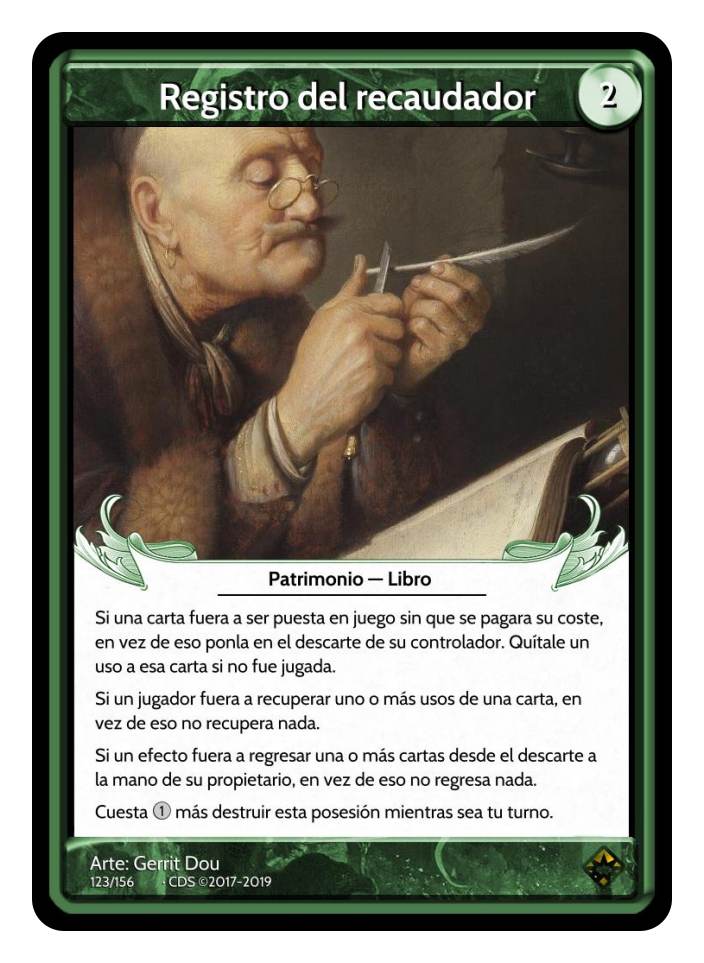 Registro del recaudador
2
Patrimonio — Libro
Si una carta fuera a ser puesta en juego sin que se pagara su coste,
en vez de eso ponla en el descarte de su controlador. Quítale un
uso a esa carta si no fue jugada.
Si un jugador fuera a recuperar uno o más usos de una carta, en
vez de eso no recupera nada.
Si un efecto fuera a regresar una o más cartas desde el descarte a
la mano de su propietario, en vez de eso no regresa nada.
Cuesta 1 más destruir esta posesión mientras sea tu turno.
Arte: Gerrit Dou
123/156 · CDS ©2017-2019